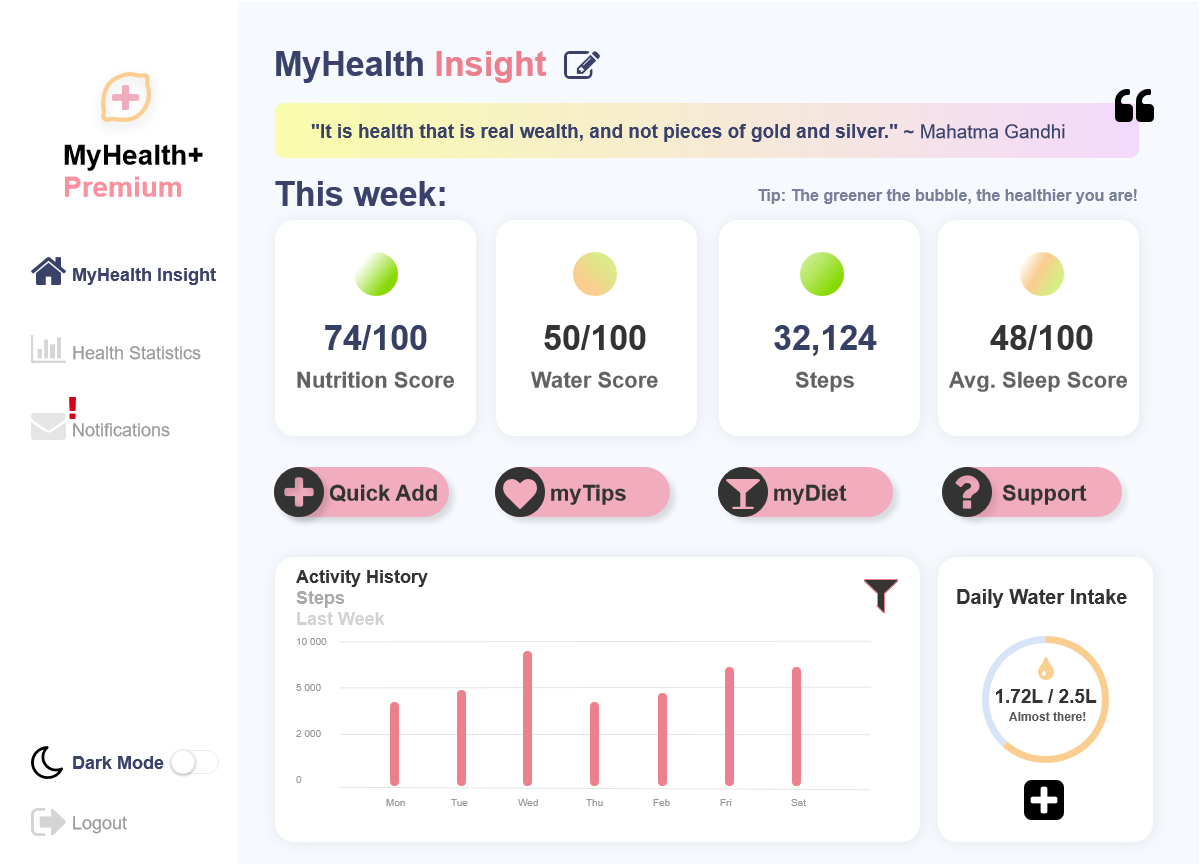 MyHealth+
Premium
MyHealth Insight
Health Statistics
Notifications
Dark Mode
Logout
MyHealth Insight
"It is health that is real wealth, and not pieces of gold and silver." ~ Mahatma Gandhi
This week:
Tip: The greener the bubble, the healthier you are!
74/100
Nutrition Score
50/100
Water Score
32,124
Steps
48/100
Avg. Sleep Score
Quick Add
myTips
myDiet
Support
Activity History
Steps
Last Week
10 000
5 000
2 000
0
Mon Tue Wed Thu Feb Fri Sat
Daily Water Intake
1.72L / 2.5L
Almost there!